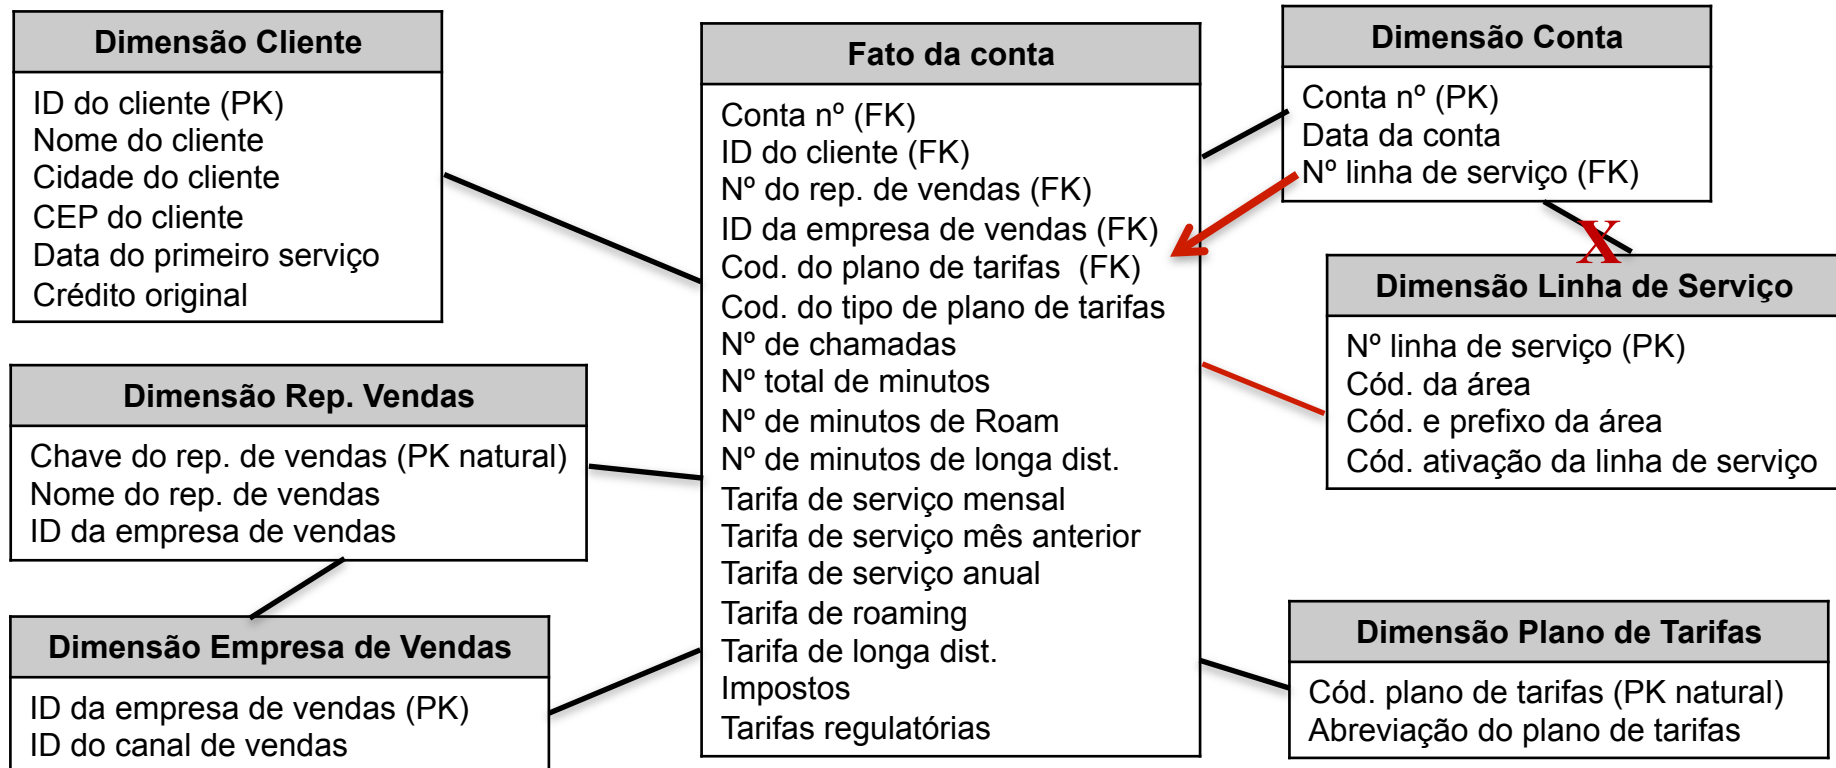 Dimensão Cliente
ID do cliente (PK)
Nome do cliente
Cidade do cliente
CEP do cliente
Data do primeiro serviço
Crédito original
Dimensão Rep. Vendas
Chave do rep. de vendas (PK natural)
Nome do rep. de vendas
ID da empresa de vendas
Dimensão Empresa de Vendas
ID da empresa de vendas (PK)
ID do canal de vendas
Fato da conta
Conta nº (FK)
ID do cliente (FK)
Nº do rep. de vendas (FK)
ID da empresa de vendas (FK)
Cod. do plano de tarifas (FK)
Cod. do tipo de plano de tarifas
Nº de chamadas
Nº total de minutos
Nº de minutos de Roam
Nº de minutos de longa dist.
Tarifa de serviço mensal
Tarifa de serviço mês anterior
Tarifa de serviço anual
Tarifa de roaming
Tarifa de longa dist.
Impostos
Tarifas regulatórias
Dimensão Conta
Conta nº (PK)
Data da conta
Nº linha de serviço (FK)
X
Dimensão Linha de Serviço
Nº linha de serviço (PK)
Cód. da área
Cód. e prefixo da área
Cód. ativação da linha de serviço
Dimensão Plano de Tarifas
Cód. plano de tarifas (PK natural)
Abreviação do plano de tarifas